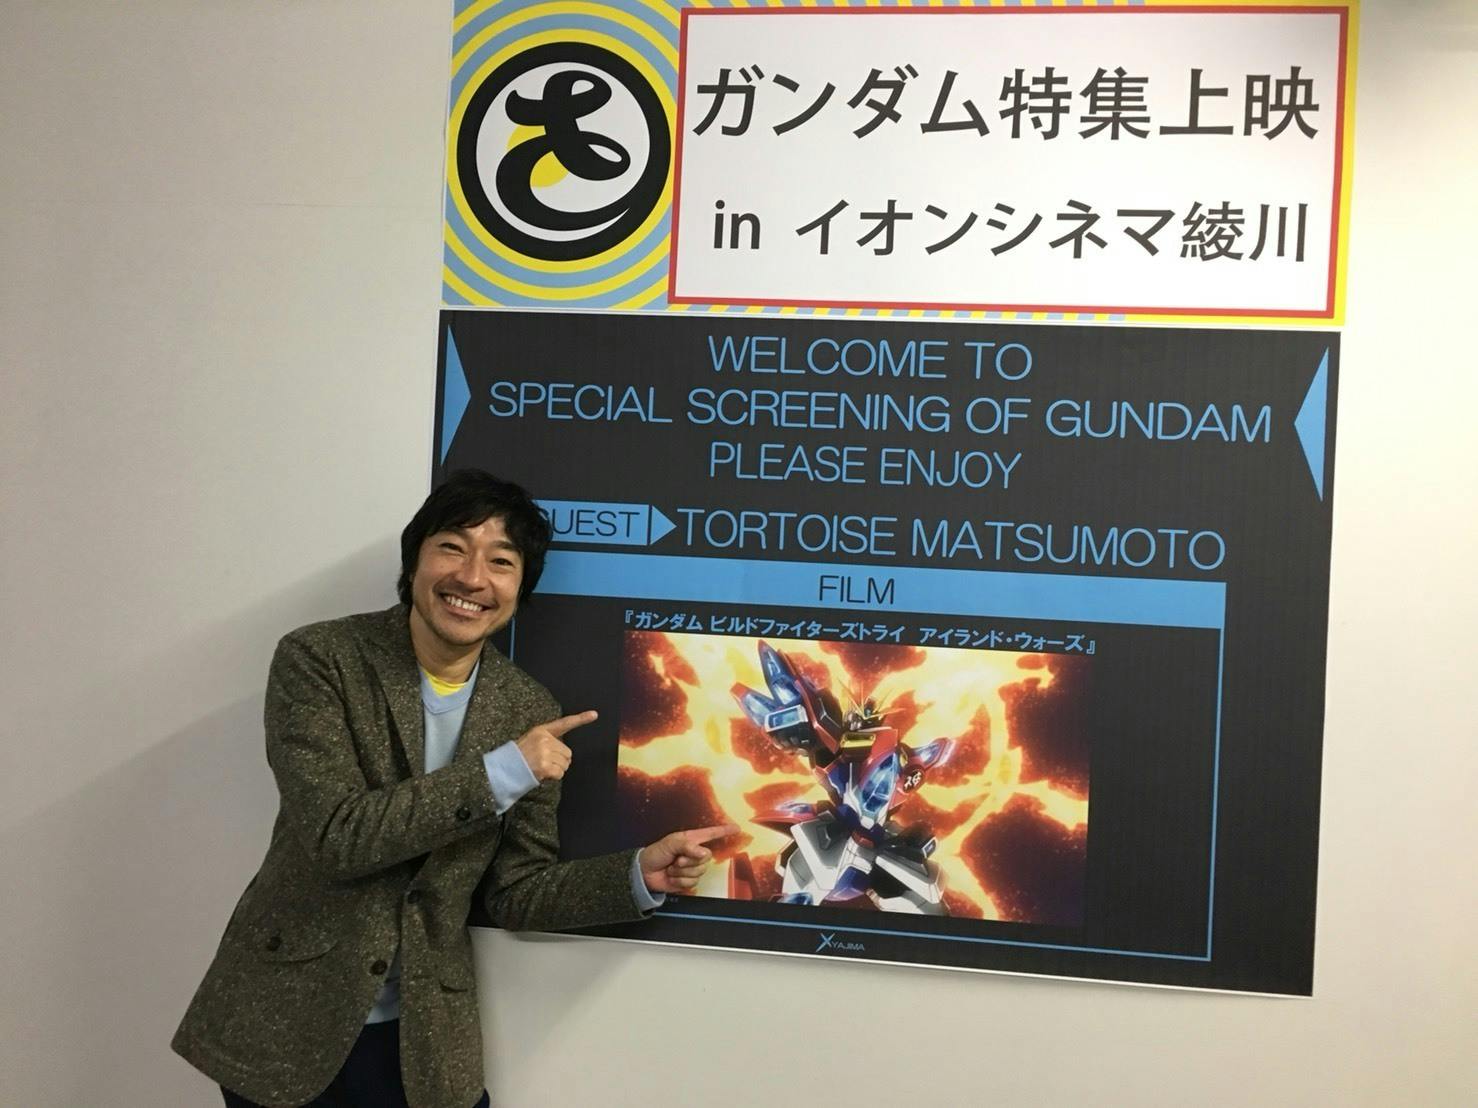 さ
ガンダム特集上映
in イオンシネマ綾川
WELCOME TO
SPECIAL SCREENING OF GUNDAM
PLEASE ENJOY
GUEST TORTOISE MATSUMOTO
FILM
『ガンダム ビルドファイターズトライ アイランド・ウォーズ』
YAJIMA